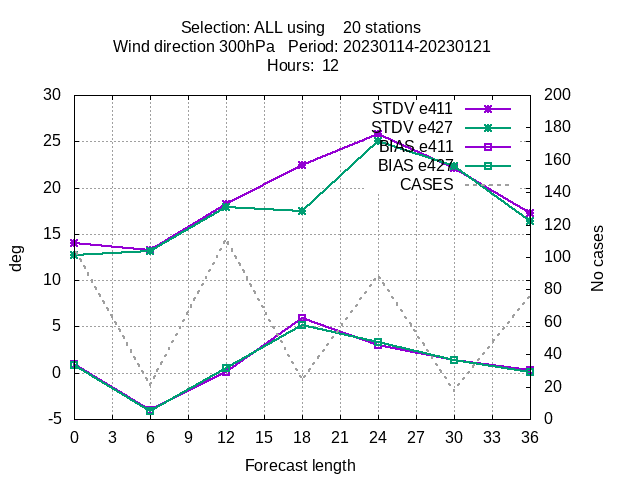 Selection: ALL using    20 stations
Wind direction 300hPa   Period: 20230114-20230121
Hours:  12
30
25
20
15
10
5
0
-5
200
180
160
140
120
100
80
60
40
20
0
STDV e411
STDV e427
BIAS e411
BIAS e427
CASES
deg
No cases
0 3 6 9 12 15 18 21 24 27 30 33 36
Forecast length